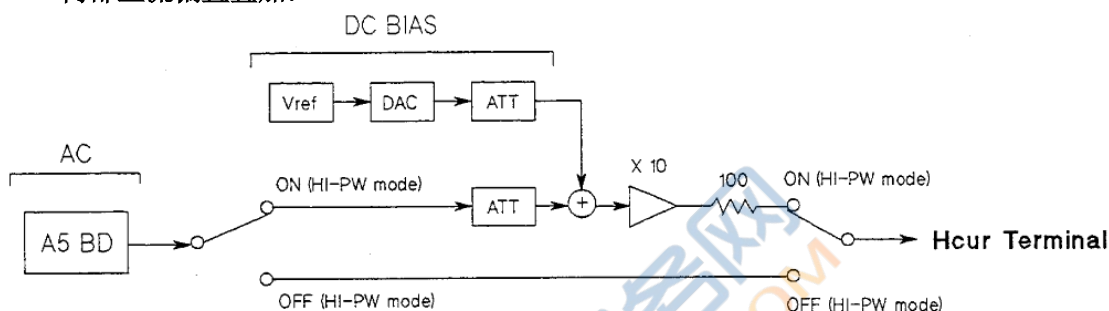 DC BIAS
Vref
DAC
ATT
AC
X 10
ON (HI-PW mode)
100
ON (HI-PW mode)
A5 BD
ATT
+
Hcur Terminal
OFF (HI-PW mode)
OFF (HI-PW mode)